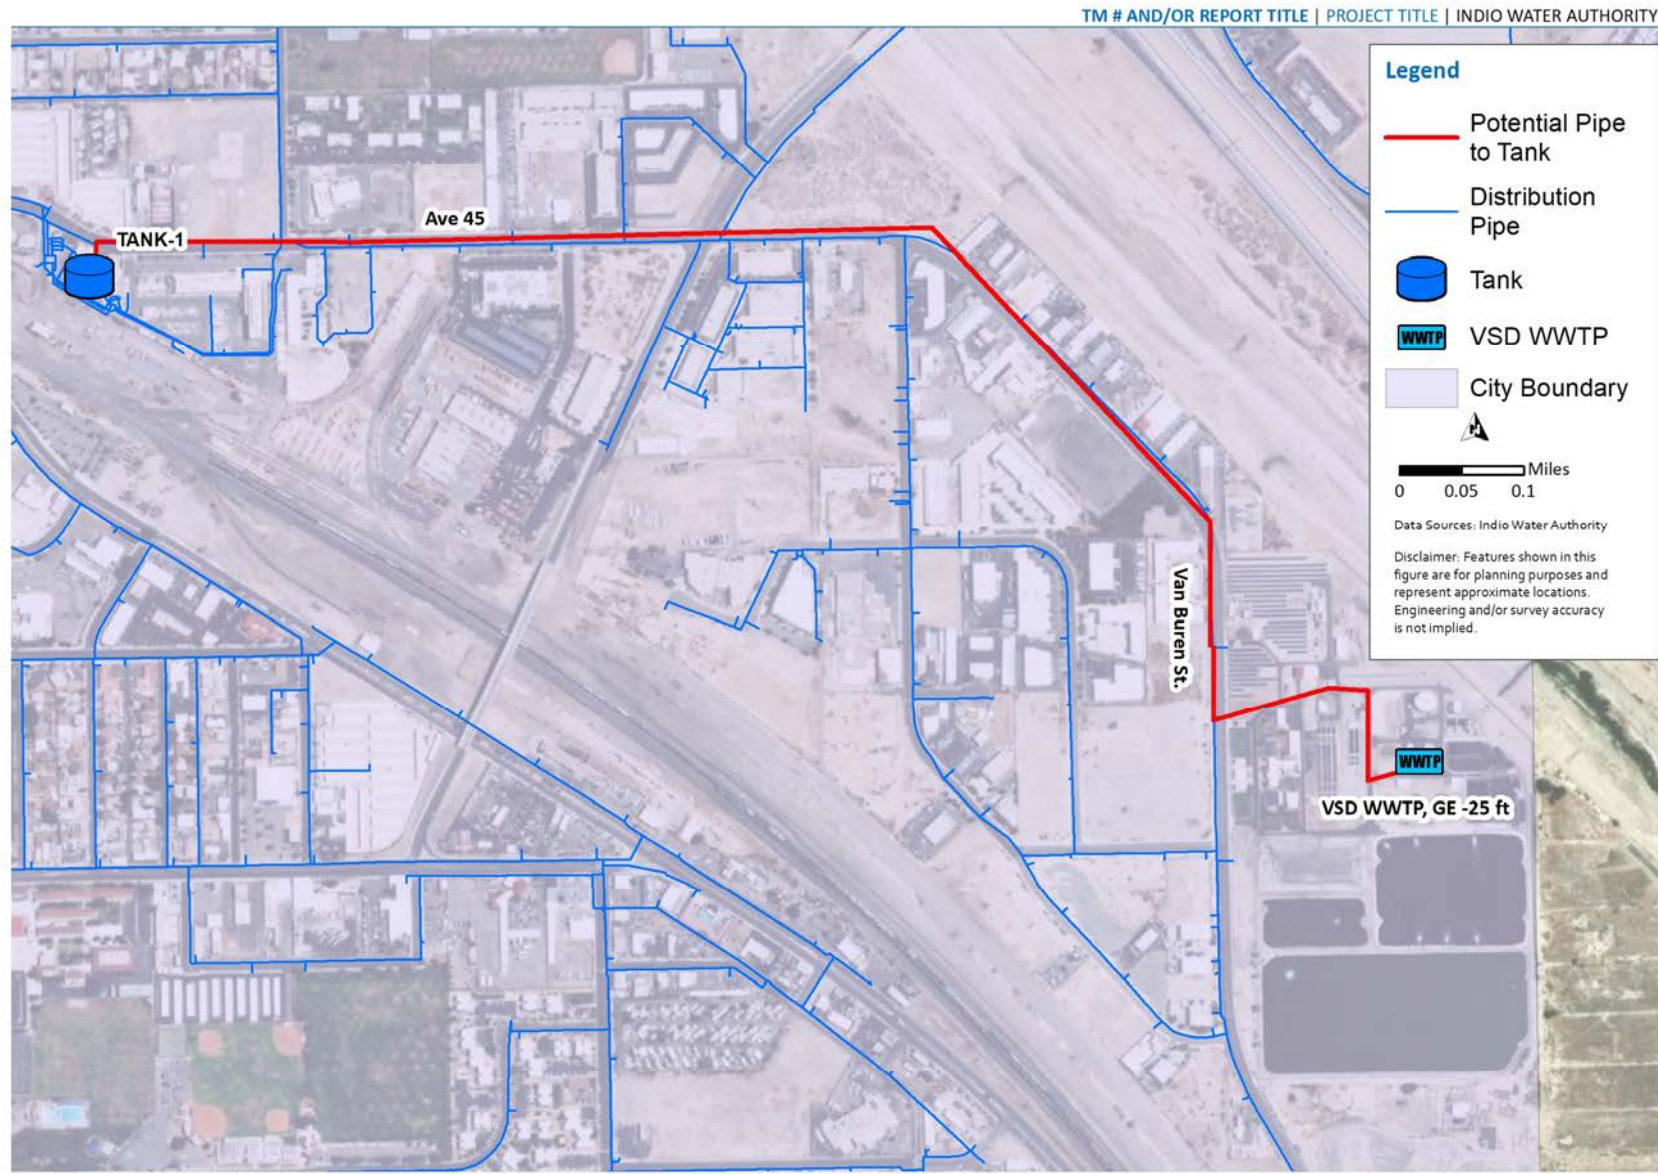 TM # AND/OR REPORT TITLE | PROJECT TITLE | INDIO WATER AUTHORITY
Legend
Potential Pipe
to Tank
Distribution
Pipe
Tank
WWTP VSD WWTP
City Boundary
N
Miles
0 0.05 0.1
Data Sources: Indio Water Authority
Disclaimer: Features shown in this
figure are for planning purposes and
represent approximate locations.
Engineering and/or survey accuracy
is not implied.
Ave 45
TANK-1
Van Buren St.
WWTP
VSD WWTP, GE -25 ft